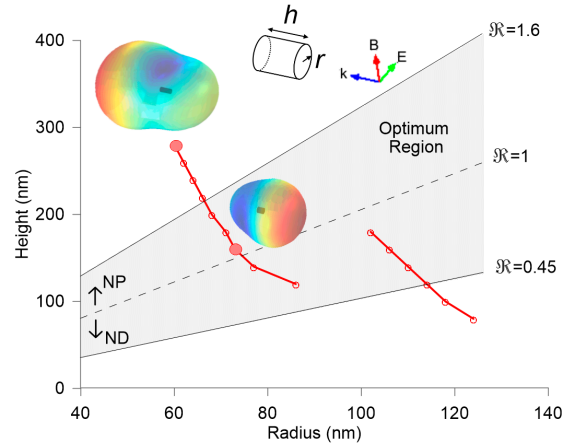 h
r
B
E
k
400
300
200
100
0
Height (nm)
ℜ=1.6
Optimum
Region
ℜ=1
ℜ=0.45
NP
ND
40
60
80
100
120
140
Radius (nm)